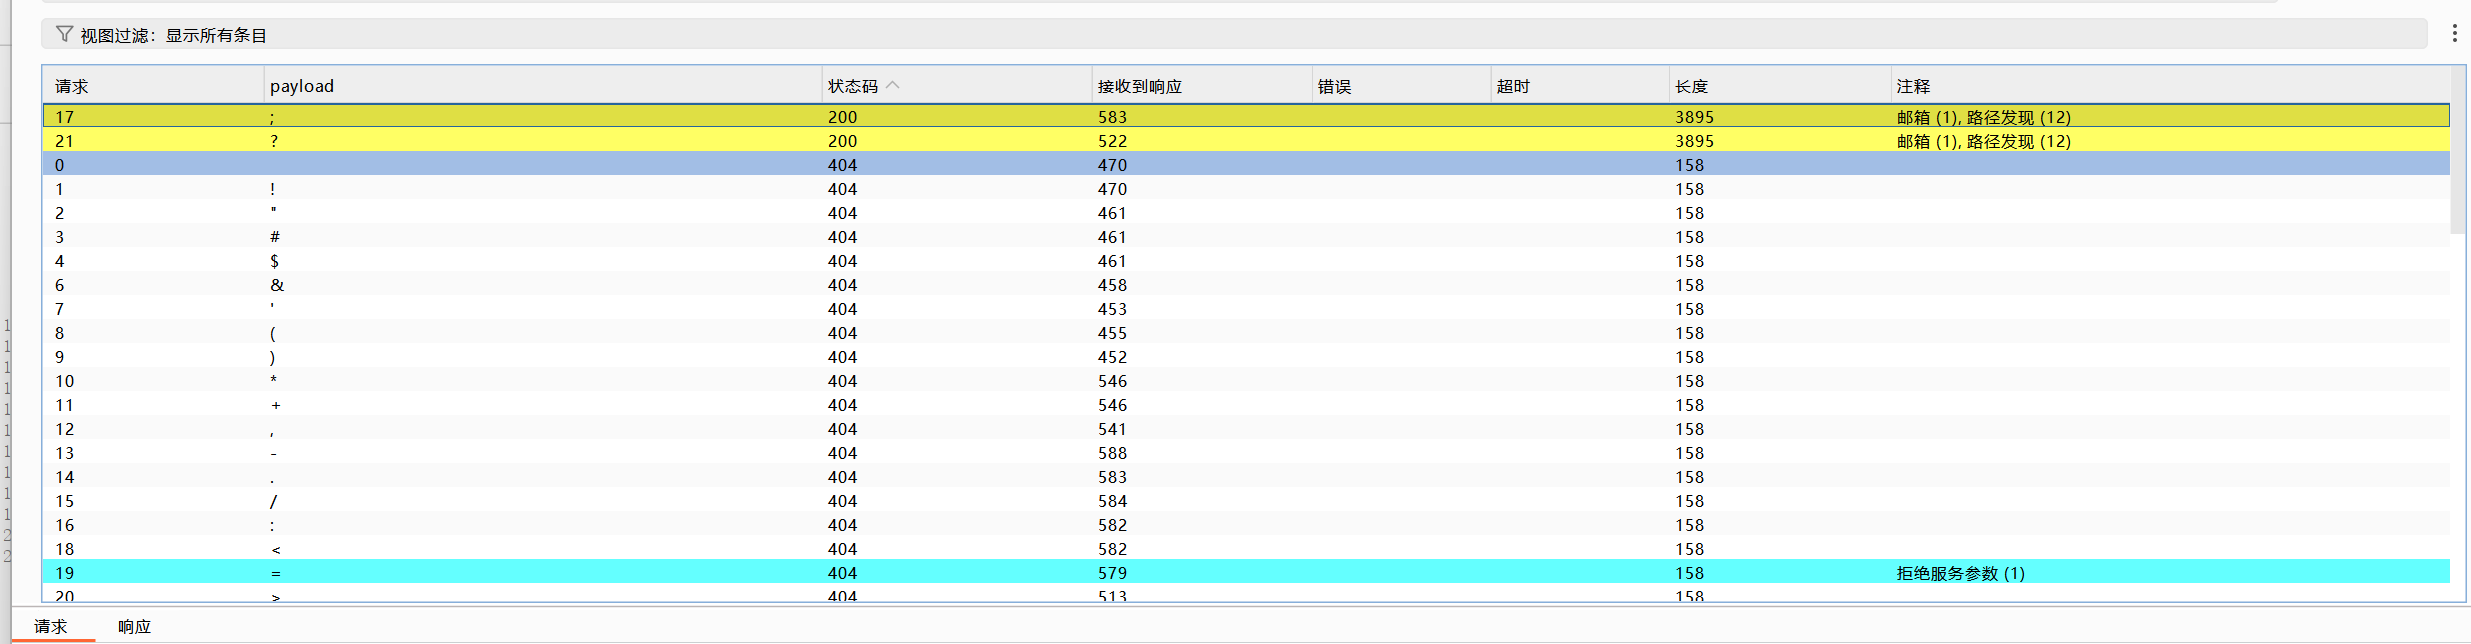 视图过滤：显示所有条目
请求 payload 状态码 接收到响应 错误 超时 长度 注释
17 ; 200 583 3895 邮箱 (1), 路径发现 (12)
21 ? 200 522 3895 邮箱 (1), 路径发现 (12)
0 404 470 158
1 ! 404 470 158
2 " 404 461 158
3 # 404 461 158
4 $ 404 461 158
6 & 404 458 158
7 ' 404 453 158
8 ( 404 455 158
9 ) 404 452 158
10 * 404 546 158
11 + 404 546 158
12 , 404 541 158
13 - 404 588 158
14 . 404 583 158
15 / 404 584 158
16 : 404 582 158
18 < 404 582 158
19 = 404 579 158 拒绝服务参数 (1)
20 > 404 513 158
请求 响应